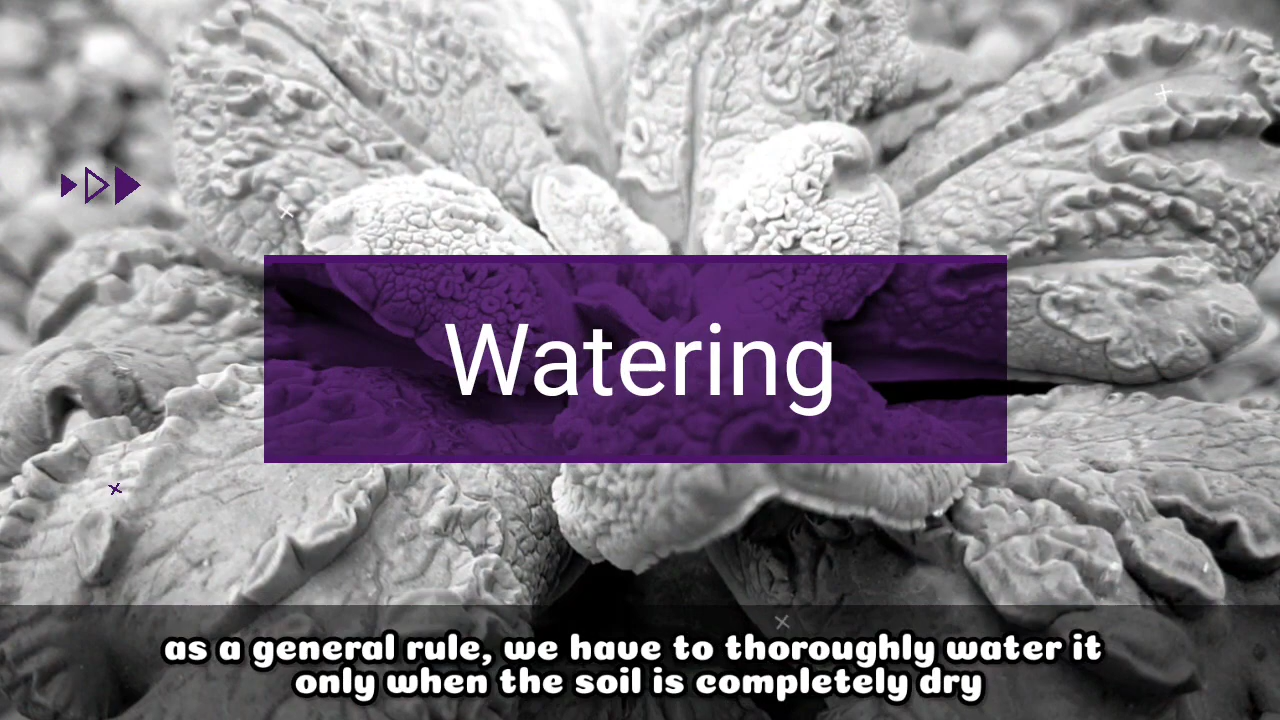 Watering
as a general rule, we have to thoroughly water it
only when the soil is completely dry